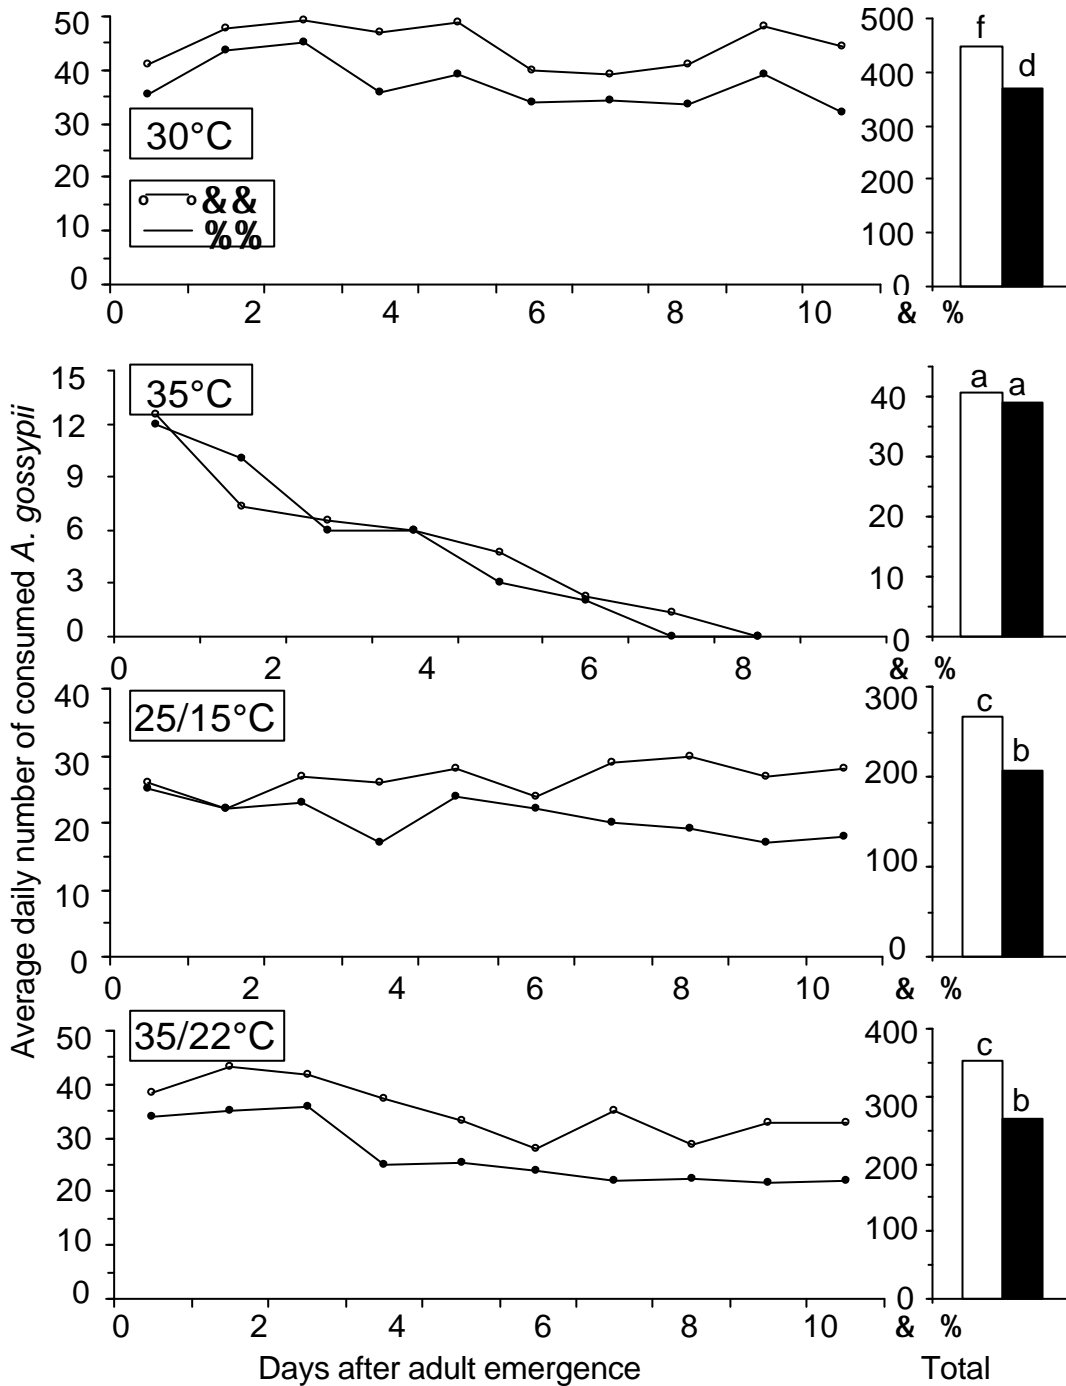 50
40
30
20
10
0
30°C
&&
%%
0 2 4 6 8 10
500
400
300
200
100
0
f
d
& %
15
12
9
6
3
0
35°C
0 2 4 6 8
40
30
20
10
0
a a
& %
40
30
20
10
0
25/15°C
0 2 4 6 8 10
300
200
100
0
c
b
& %
50
40
30
20
10
0
35/22°C
0 2 4 6 8 10
400
300
200
100
0
c
b
& %
Average daily number of consumed A. gossypii
Days after adult emergence
Total